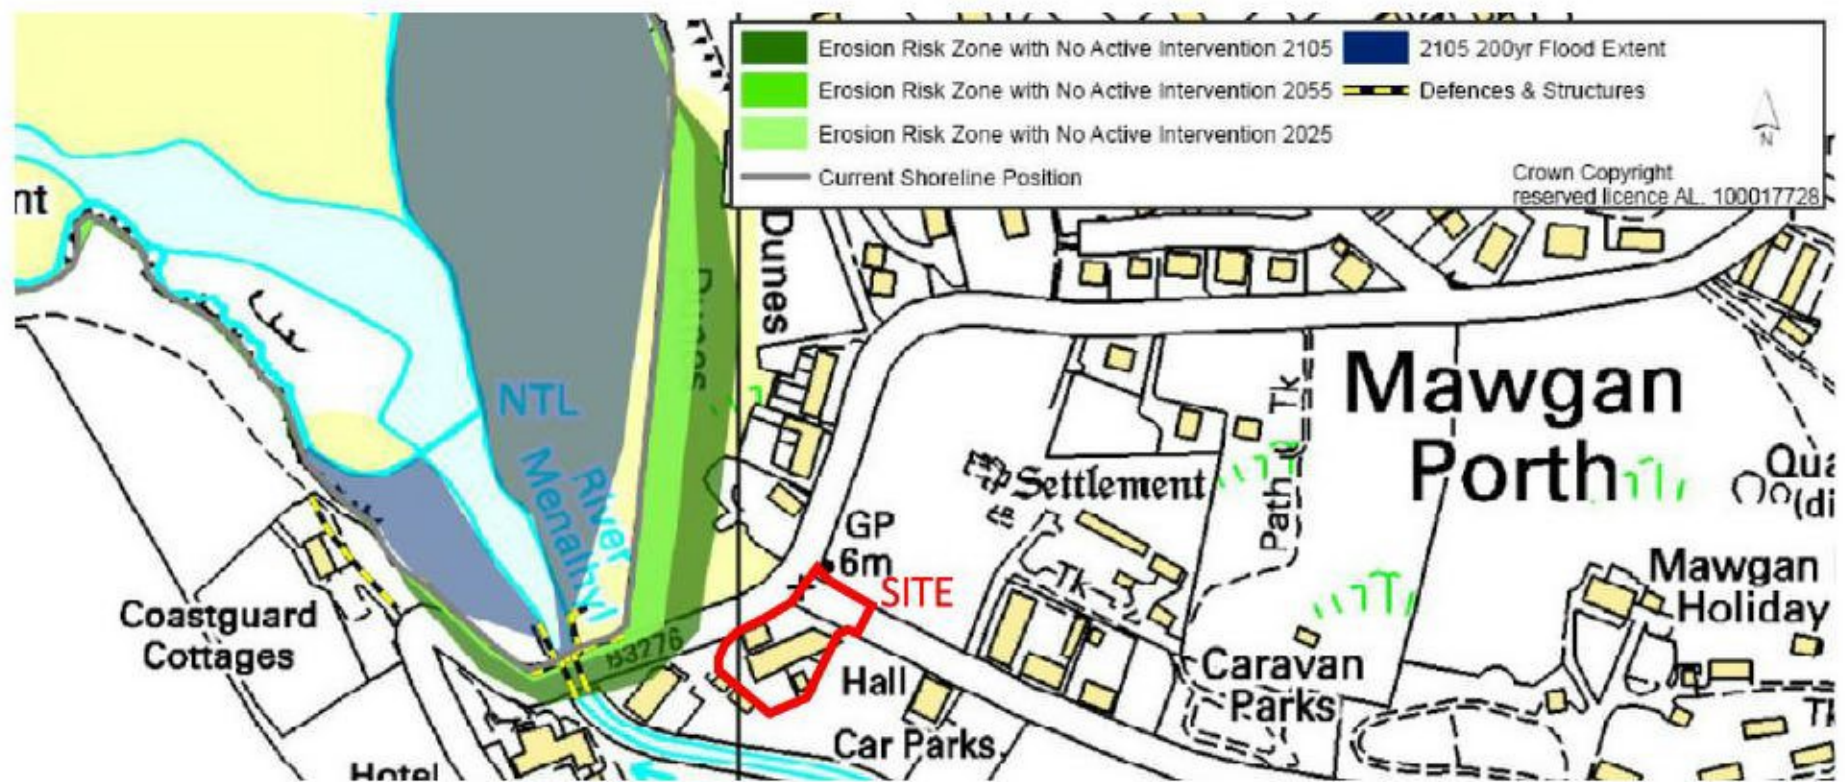 Erosion Risk Zone with No Active Intervention 2105
2105 200yr Flood Extent
Erosion Risk Zone with No Active Intervention 2055
Defences & Structures
Erosion Risk Zone with No Active Intervention 2025
Current Shoreline Position
N
Crown Copyright
reserved licence AL. 100017728
nt
Dunes
Dunes
NTL
River
Menalhyl
Mawgan
Porth
Settlement
Path
Tk
GP
6m
SITE
Tk
Coastguard
Cottages
B3276
Hall
Car Parks
Caravan
Parks
Mawgan
Holiday
Hotel